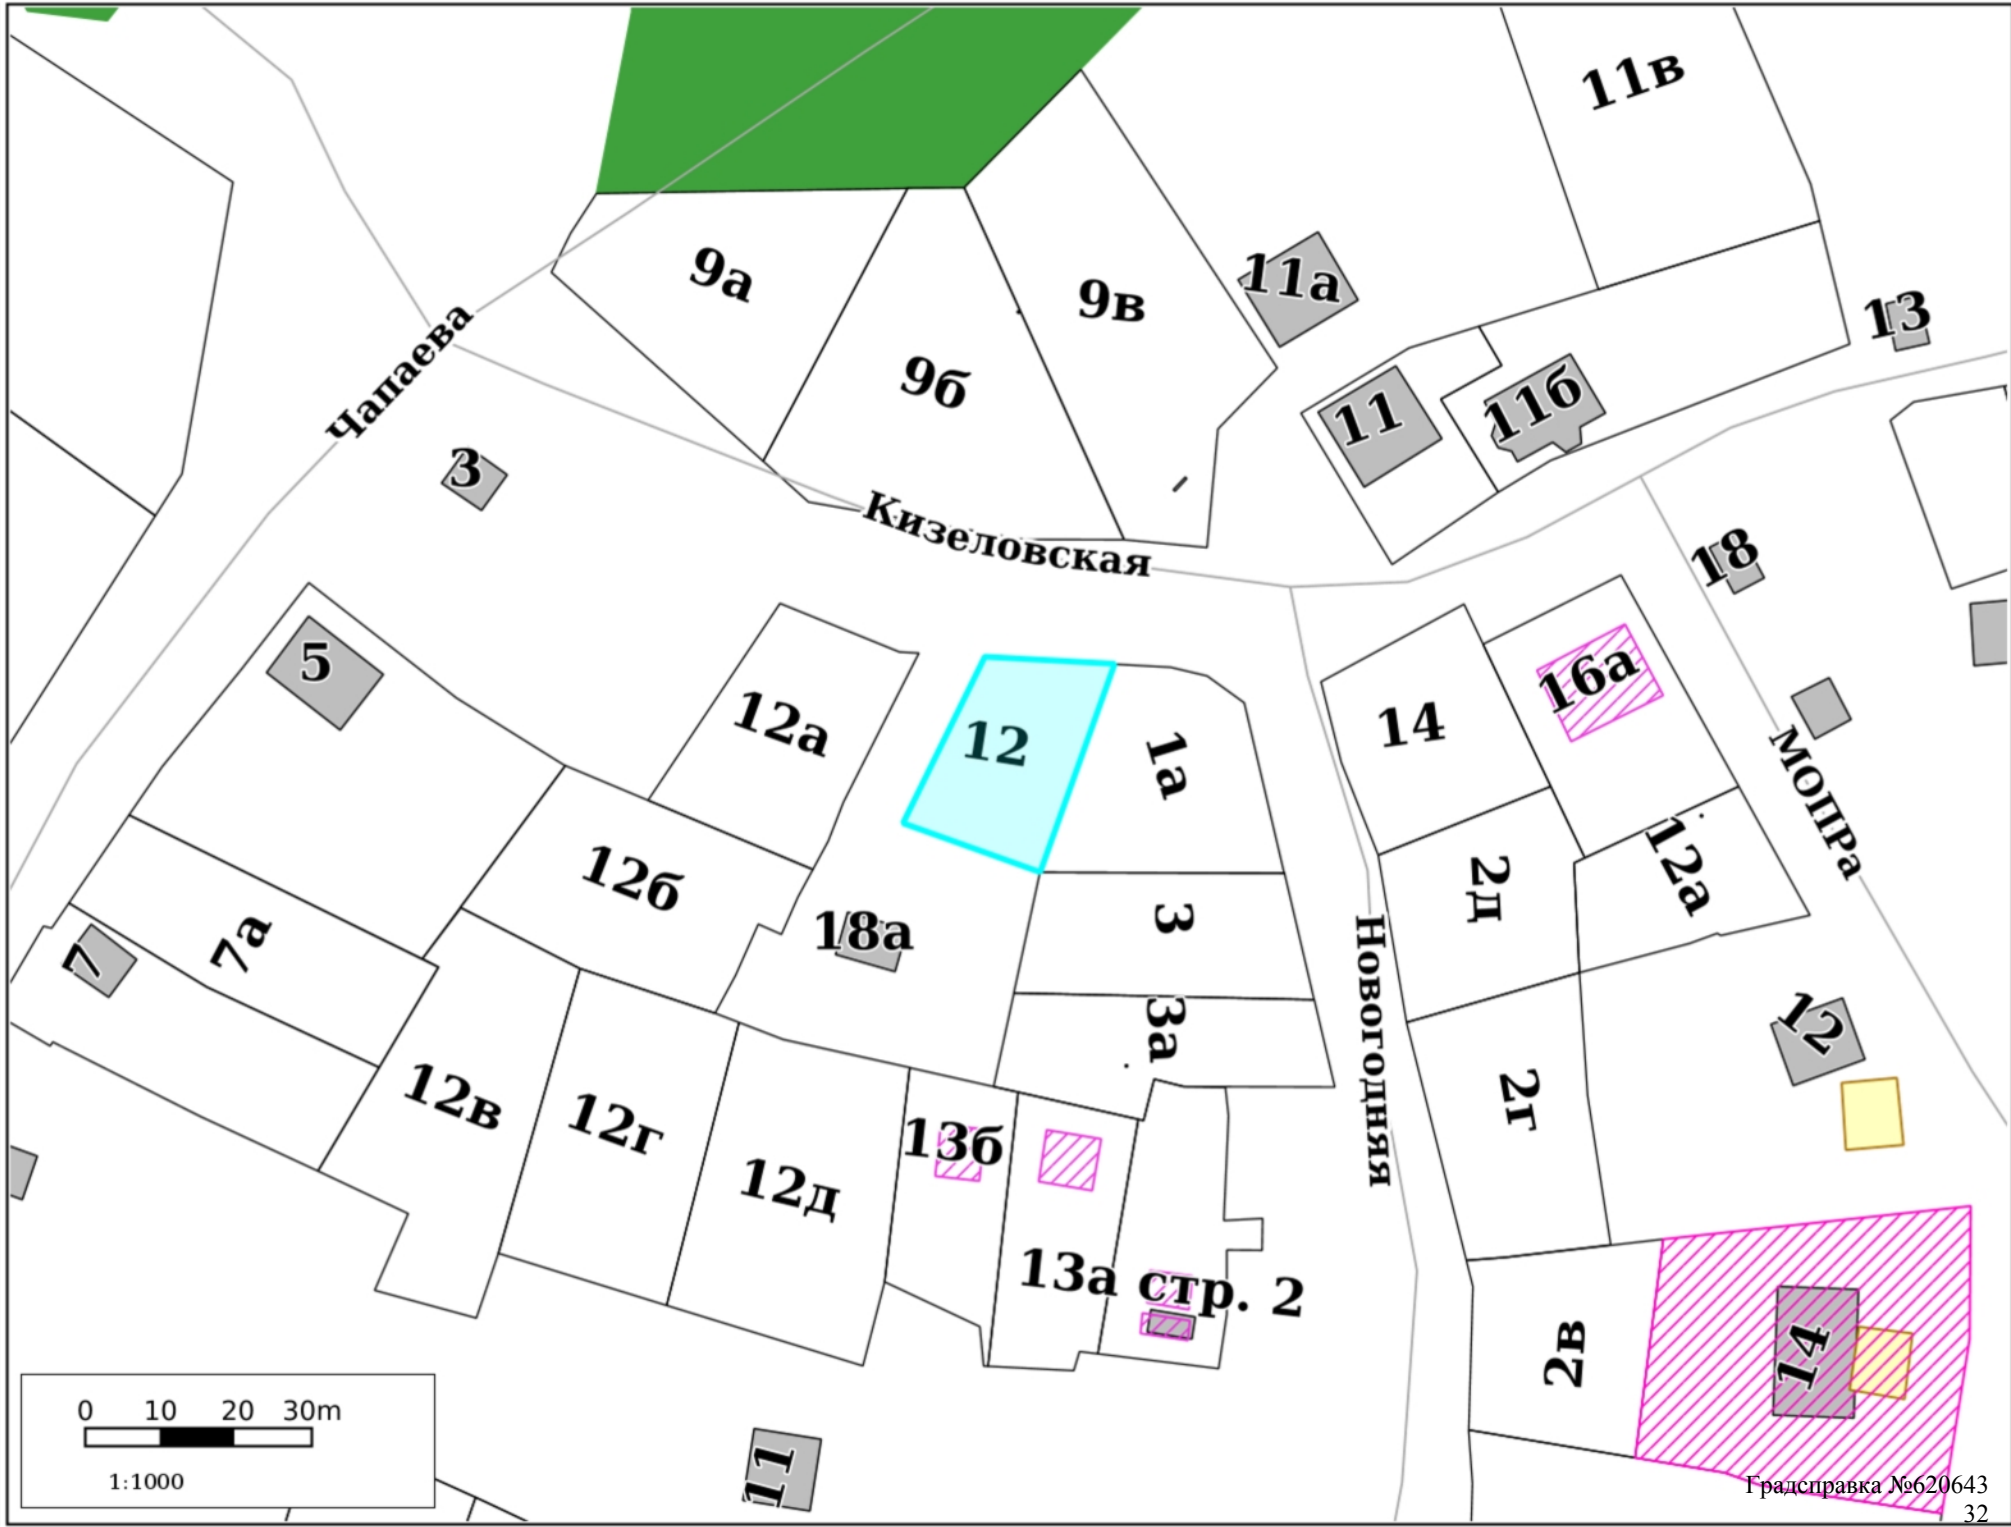 11в
9а
9б
9в
11а
13
11
11б
Чапаева
3
Кизеловская
18
5
12а
12
1а
14
16а
МОПРа
12б
18а
3
2д
12а
7
7а
3а
Новогодняя
12
12в
12г
12д
13б
2г
13а стр. 2
2в
14
11
0 10 20 30m
1:1000
Градсправка №620643
32